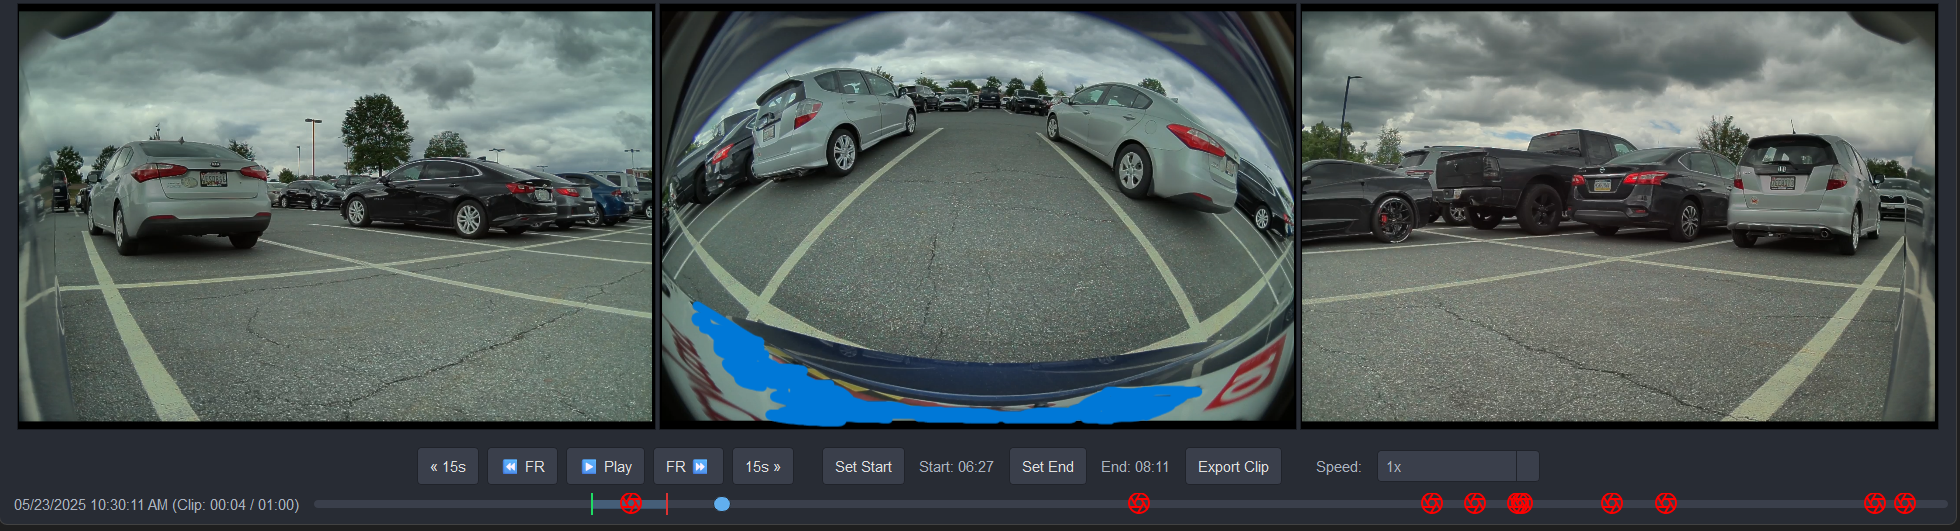 « 15s
FR
Play
FR
15s »
Set Start
Start: 06:27
Set End
End: 08:11
Export Clip
Speed:
1x
05/23/2025 10:30:11 AM (Clip: 00:04 / 01:00)